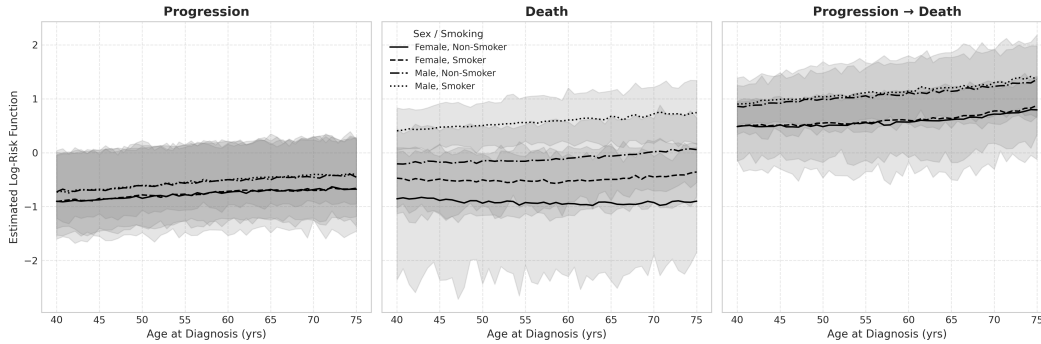 Progression
Death
Progression → Death
Estimated Log-Risk Function
2
1
0
−1
−2
Sex / Smoking
Female, Non-Smoker
Female, Smoker
Male, Non-Smoker
Male, Smoker
40 45 50 55 60 65 70 75
40 45 50 55 60 65 70 75
40 45 50 55 60 65 70 75
Age at Diagnosis (yrs)
Age at Diagnosis (yrs)
Age at Diagnosis (yrs)